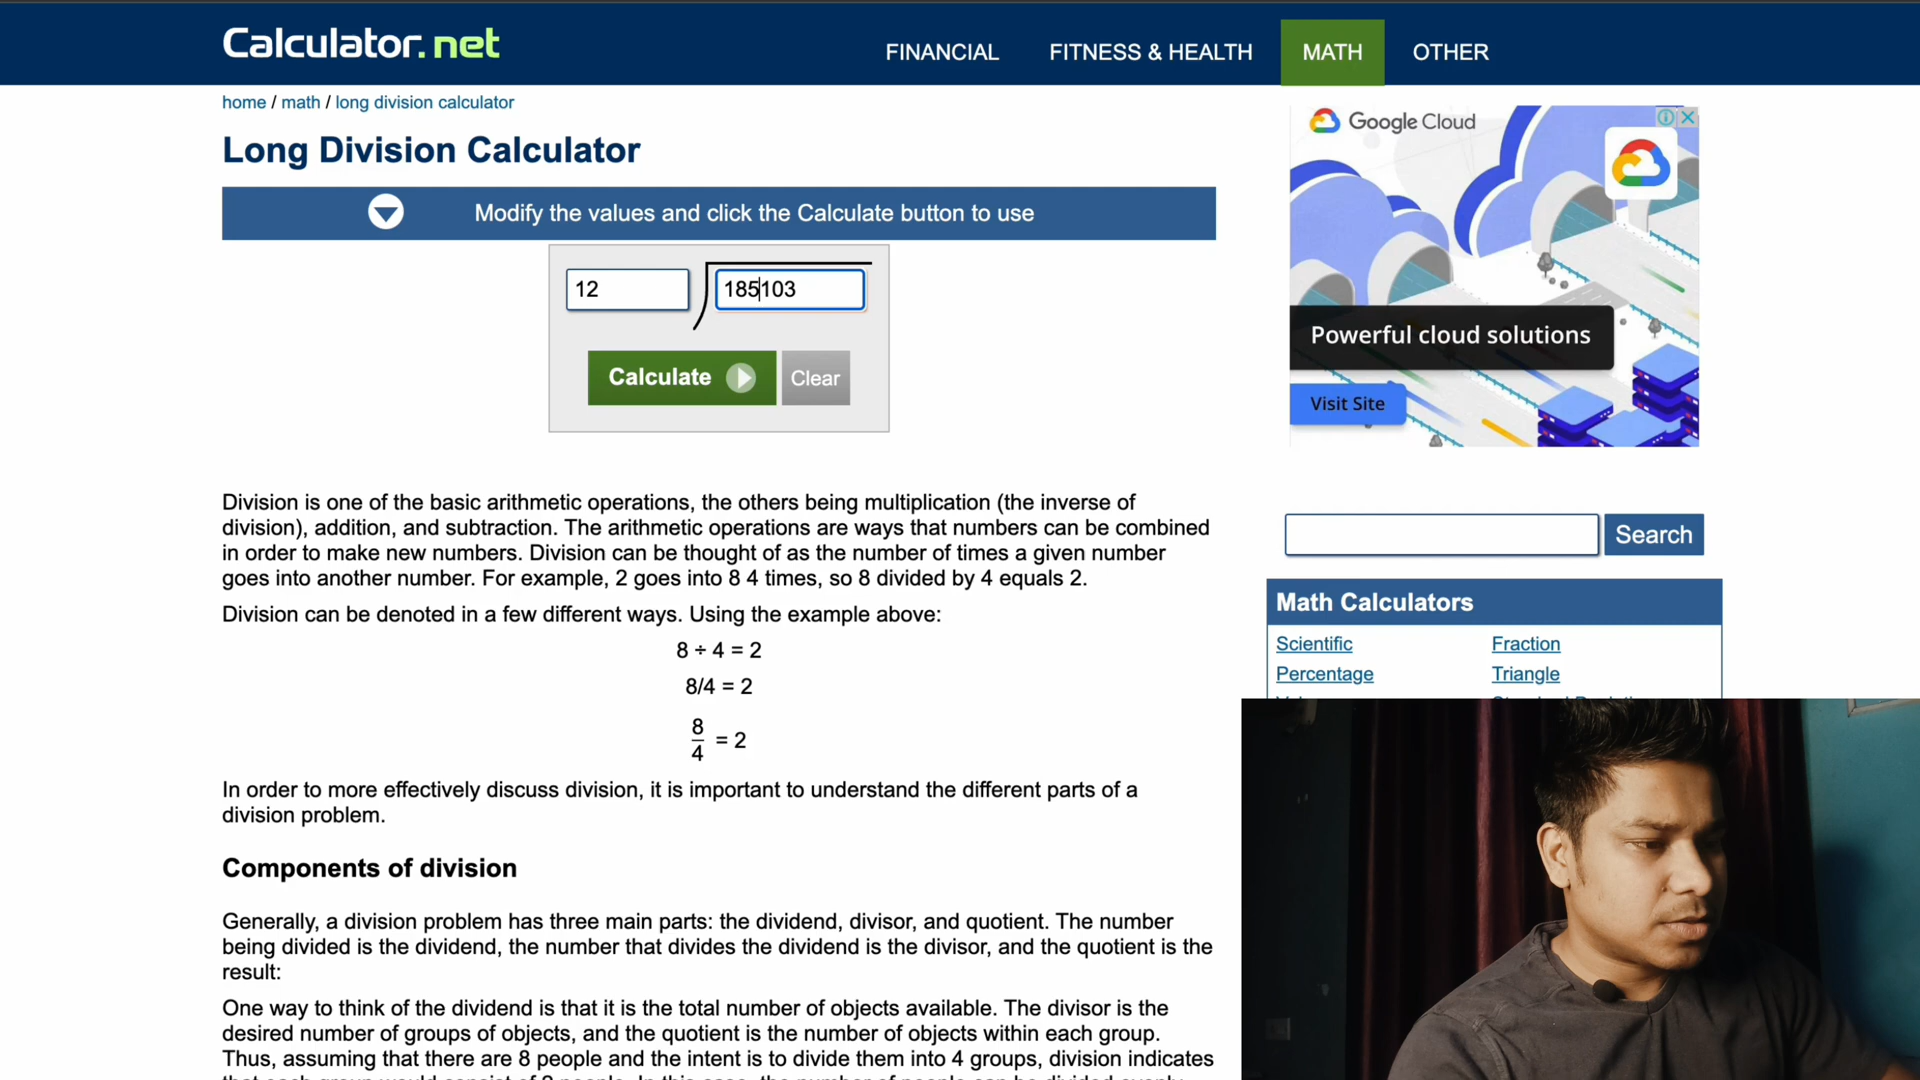 Calculator.net
FINANCIAL FITNESS & HEALTH MATH OTHER
home / math / long division calculator
Long Division Calculator
Modify the values and click the Calculate button to use
12 185103
Calculate Clear
Google Cloud
Powerful cloud solutions
Visit Site
Division is one of the basic arithmetic operations, the others being multiplication (the inverse of
division), addition, and subtraction. The arithmetic operations are ways that numbers can be combined
in order to make new numbers. Division can be thought of as the number of times a given number
goes into another number. For example, 2 goes into 8 4 times, so 8 divided by 4 equals 2.
Division can be denoted in a few different ways. Using the example above:
8 ÷ 4 = 2
8/4 = 2
8
4 = 2
In order to more effectively discuss division, it is important to understand the different parts of a
division problem.
Components of division
Generally, a division problem has three main parts: the dividend, divisor, and quotient. The number
being divided is the dividend, the number that divides the dividend is the divisor, and the quotient is the
result:
One way to think of the dividend is that it is the total number of objects available. The divisor is the
desired number of groups of objects, and the quotient is the number of objects within each group.
Thus, assuming that there are 8 people and the intent is to divide them into 4 groups, division indicates
Search
Math Calculators
Scientific Fraction
Percentage Triangle